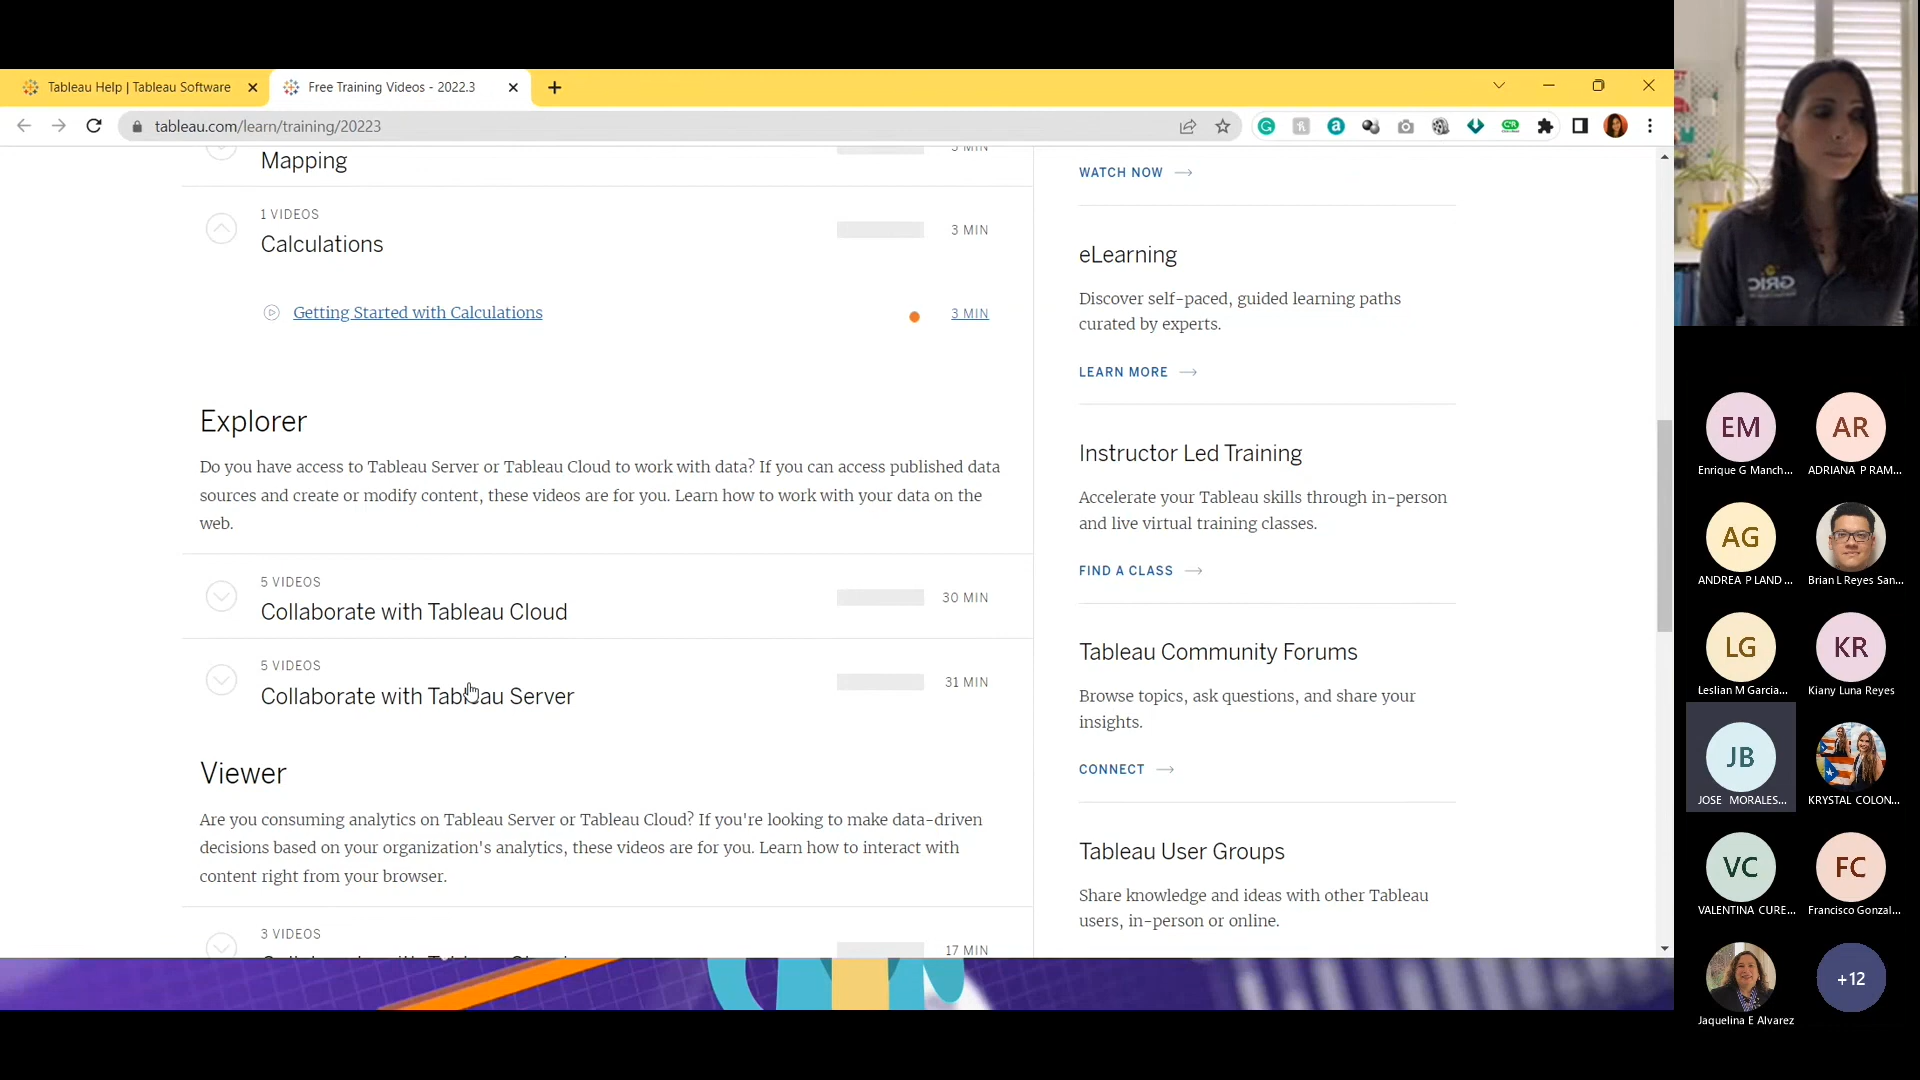 Tableau Help | Tableau Software
Free Training Videos - 2022.3
tableau.com/learn/training/20223
Mapping
3 MIN
1 VIDEOS
Calculations
3 MIN
Getting Started with Calculations
3 MIN
Explorer
Do you have access to Tableau Server or Tableau Cloud to work with data? If you can access published data
sources and create or modify content, these videos are for you. Learn how to work with your data on the
web.
5 VIDEOS
Collaborate with Tableau Cloud
30 MIN
5 VIDEOS
Collaborate with Tableau Server
31 MIN
Viewer
Are you consuming analytics on Tableau Server or Tableau Cloud? If you're looking to make data-driven
decisions based on your organization's analytics, these videos are for you. Learn how to interact with
content right from your browser.
3 VIDEOS
17 MIN
WATCH NOW
eLearning
Discover self-paced, guided learning paths
curated by experts.
LEARN MORE
Instructor Led Training
Accelerate your Tableau skills through in-person
and live virtual training classes.
FIND A CLASS
Tableau Community Forums
Browse topics, ask questions, and share your
insights.
CONNECT
Tableau User Groups
Share knowledge and ideas with other Tableau
users, in-person or online.
GRIC
EM
Enrique G Manch...
AR
ADRIANA P RAM...
AG
ANDREA P LAND...
Brian L Reyes San...
LG
Leslian M Garcia...
KR
Kiany Luna Reyes
JB
JOSE MORALES...
KRYSTAL COLON...
VC
VALENTINA CURE...
FC
Francisco Gonzal...
Jaquelina E Alvarez
+12